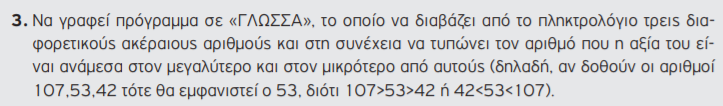 3. Να γραφεί πρόγραμμα σε «ΓΛΩΣΣΑ», το οποίο να διαβάζει από το πληκτρολόγιο τρεις δια-
φορετικούς ακέραιους αριθμούς και στη συνέχεια να τυπώνει τον αριθμό που η αξία του εί-
ναι ανάμεσα στον μεγαλύτερο και στον μικρότερο από αυτούς (δηλαδή, αν δοθούν οι αριθμοί
107,53,42 τότε θα εμφανιστεί ο 53, διότι 107>53>42 ή 42<53<107).